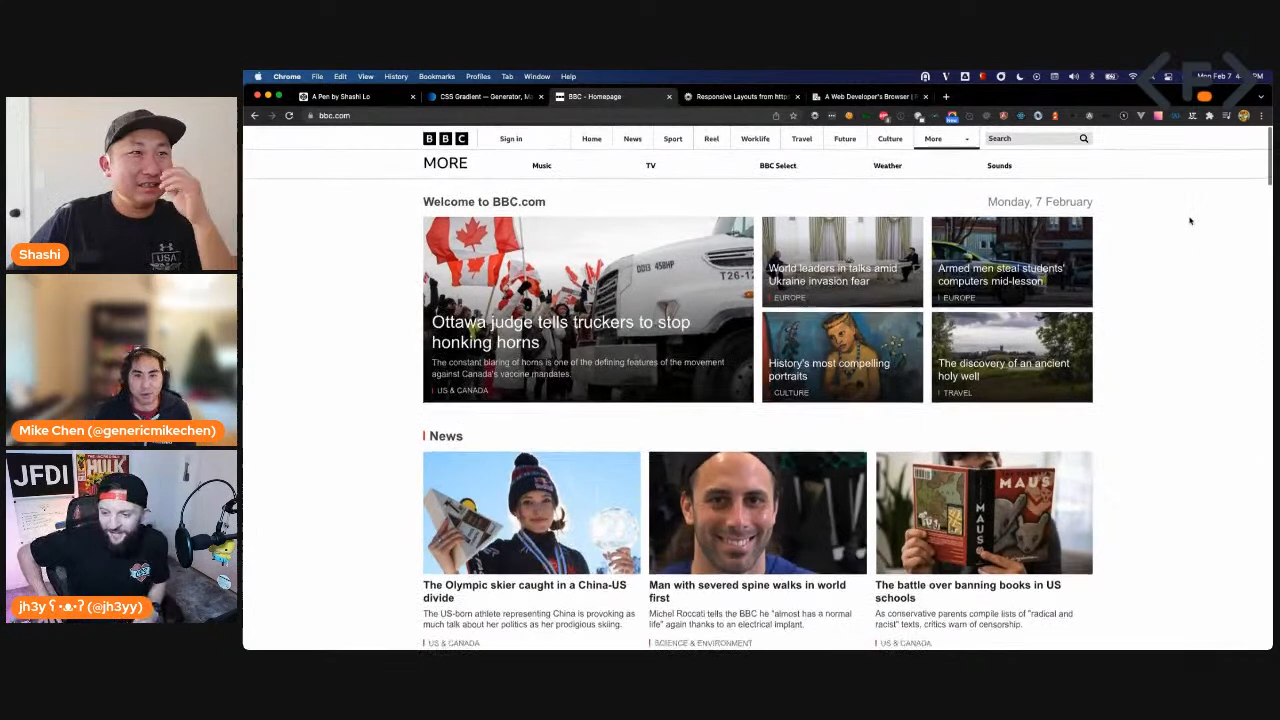 Chrome File Edit View History Bookmarks Profiles Tab Window Help
Mon Feb 7
A Pen by Shashi Lo
CSS Gradient — Generator, M
BBC - Homepage
Responsive Layouts from http
A Web Developer's Browser |
bbc.com
BBC
Sign in
Home
News
Sport
Reel
Worklife
Travel
Future
Culture
More
Search
MORE
Music
TV
BBC Select
Weather
Sounds
Welcome to BBC.com
Monday, 7 February
Ottawa judge tells truckers to stop
honking horns
The constant blaring of horns is one of the defining features of the movement
against Canada's vaccine mandates.
US & CANADA
World leaders in talks amid
Ukraine invasion fear
EUROPE
Armed men steal students'
computers mid-lesson
EUROPE
History's most compelling
portraits
CULTURE
The discovery of an ancient
holy well
TRAVEL
News
MAUS
MAUS
The Olympic skier caught in a China-US
divide
The US-born athlete representing China is provoking as
much talk about her politics as her prodigious skiing.
US & CANADA
Man with severed spine walks in world
first
Michel Roccati tells the BBC he "almost has a normal
life" again thanks to an electrical implant.
SCIENCE & ENVIRONMENT
The battle over banning books in US
schools
As conservative parents compile lists of "radical and
racist" texts, critics warn of censorship.
US & CANADA
USA
Shashi
Mike Chen (@genericmikechen)
JFDI
HULK
jh3y ʕ •ᴥ•ʔ (@jh3yy)